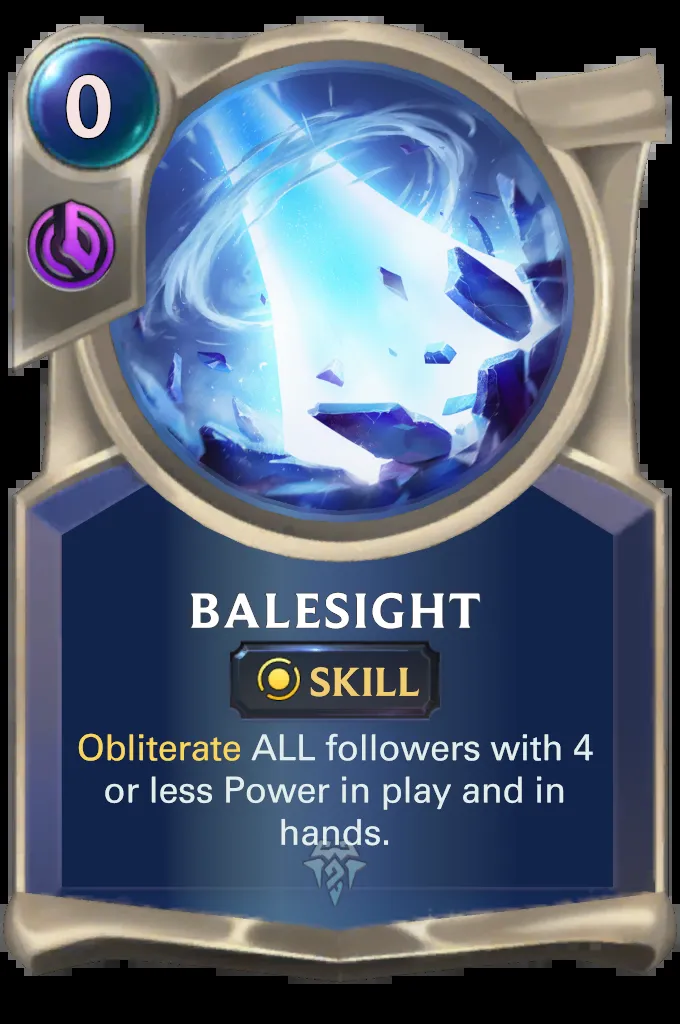 0
BALESIGHT
SKILL
Obliterate ALL followers with 4
or less Power in play and in
hands.